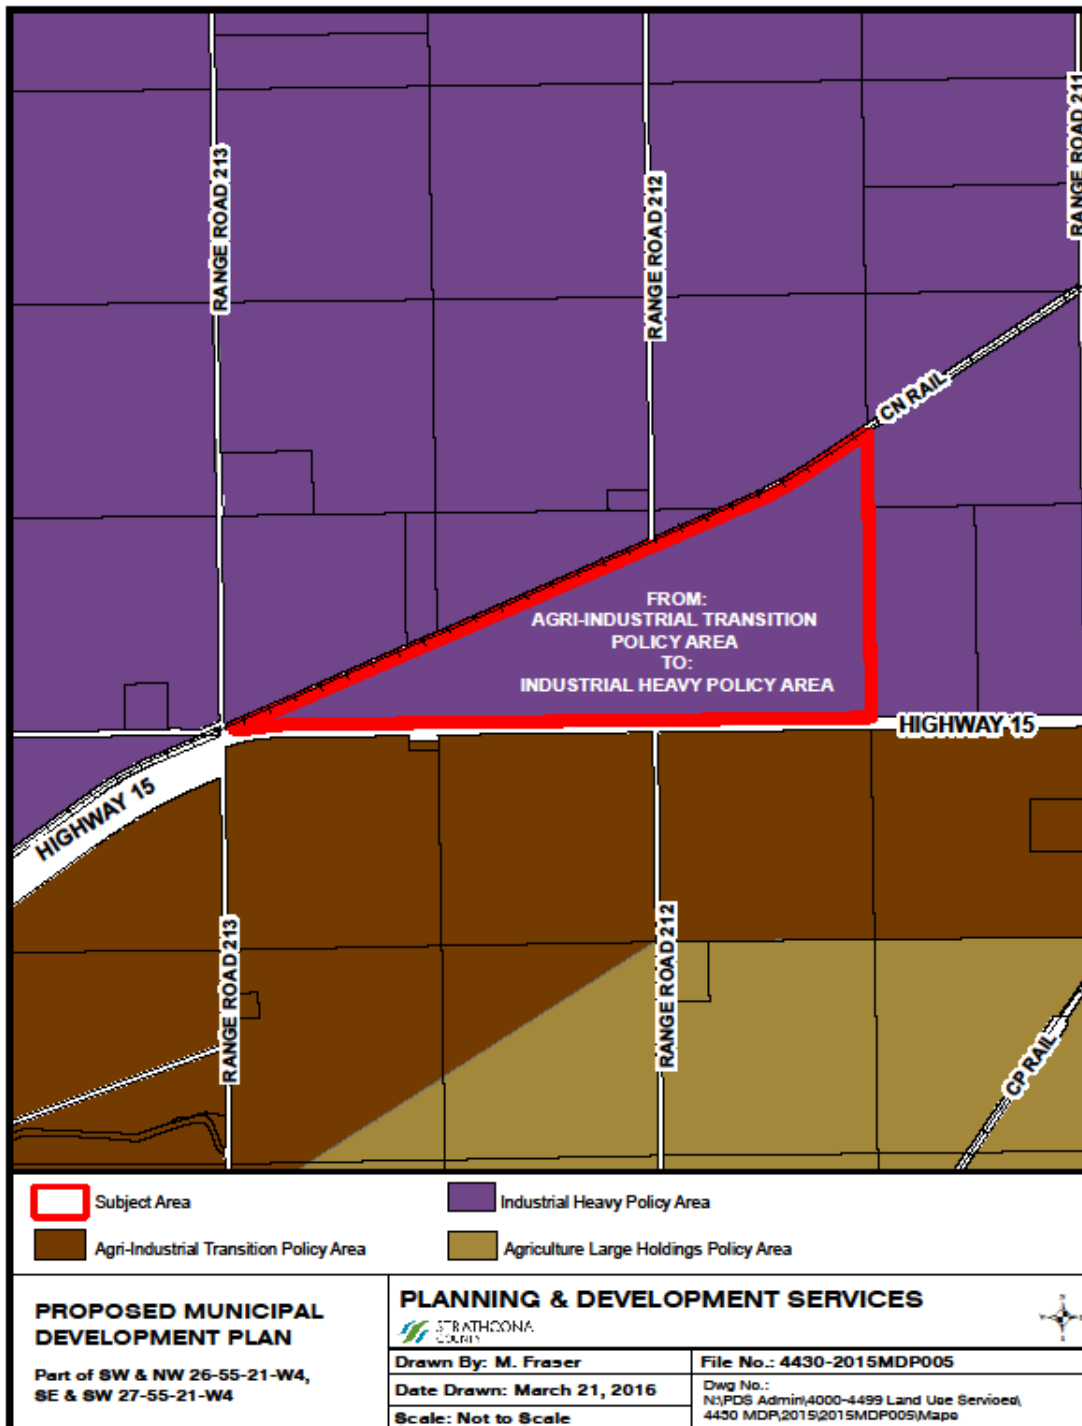 RANGE ROAD 213
RANGE ROAD 212
RANGE ROAD 211
CN RAIL
FROM:
AGRI-INDUSTRIAL TRANSITION
POLICY AREA
TO:
INDUSTRIAL HEAVY POLICY AREA
HIGHWAY 15
HIGHWAY 15
RANGE ROAD 213
RANGE ROAD 212
CP RAIL
Subject Area
Industrial Heavy Policy Area
Agri-Industrial Transition Policy Area
Agriculture Large Holdings Policy Area
PROPOSED MUNICIPAL
DEVELOPMENT PLAN
Part of SW & NW 26-55-21-W4,
SE & SW 27-55-21-W4
PLANNING & DEVELOPMENT SERVICES
STRATHCONA
COUNTY
Drawn By: M. Fraser
File No.: 4430-2015MDP005
Date Drawn: March 21, 2016
Dwg No.:
N:\PDS Admin\4000-4499 Land Use Services\
4430 MDP\2015\2015MDP005\Maps
Scale: Not to Scale